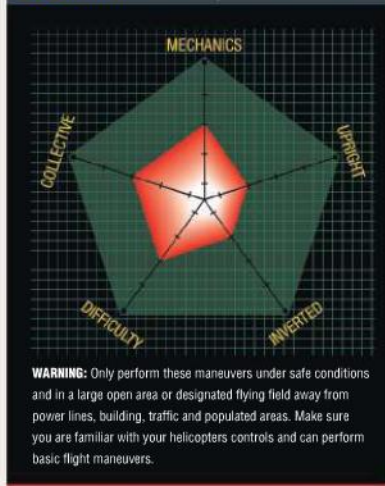 MECHANICS
COLLECTIVE
UPRIGHT
DIFFICULTY
INVERTED
WARNING: Only perform these maneuvers under safe conditions
and in a large open area or designated flying field away from
power lines, building, traffic and populated areas. Make sure
you are familiar with your helicopters controls and can perform
basic flight maneuvers.